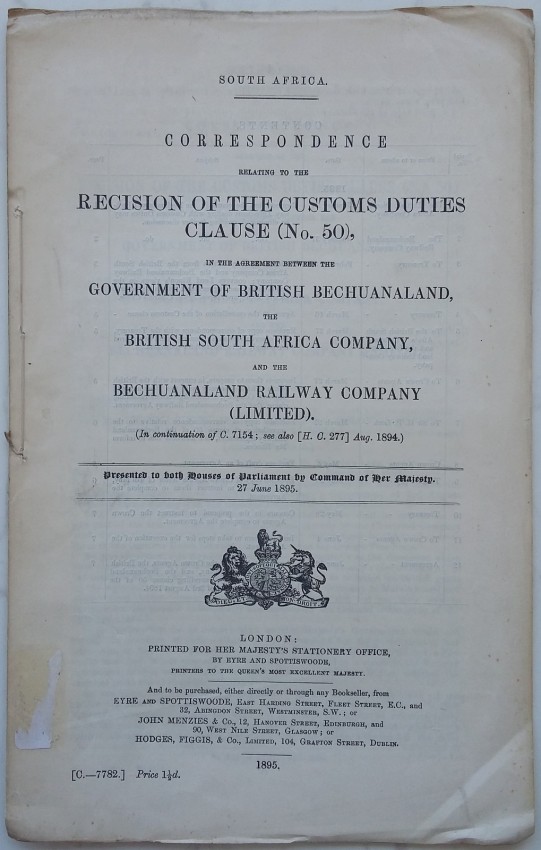 SOUTH AFRICA.
CORRESPONDENCE
RELATING TO THE
RECISION OF THE CUSTOMS DUTIES
CLAUSE (No. 50),
IN THE AGREEMENT BETWEEN THE
GOVERNMENT OF BRITISH BECHUANALAND,
THE
BRITISH SOUTH AFRICA COMPANY,
AND THE
BECHUANALAND RAILWAY COMPANY
(LIMITED).
(In continuation of C. 7154; see also [H. C. 277] Aug. 1894.)
Presented to both Houses of Parliament by Command of Her Majesty.
27 June 1895.
DIEU ET MON DROIT
LONDON:
PRINTED FOR HER MAJESTY'S STATIONERY OFFICE,
BY EYRE AND SPOTTISWOODE,
PRINTERS TO THE QUEEN'S MOST EXCELLENT MAJESTY.
And to be purchased, either directly or through any Bookseller, from
EYRE AND SPOTTISWOODE, EAST HARDING STREET, FLEET STREET, E.C., and
32, ABINGDON STREET, WESTMINSTER, S.W.; or
JOHN MENZIES & Co., 12, HANOVER STREET, EDINBURGH, and
90, WEST NILE STREET, GLASGOW; or
HODGES, FIGGIS, & Co., LIMITED, 104, GRAFTON STREET, DUBLIN.
1895.
[C.—7782.] Price 1½d.